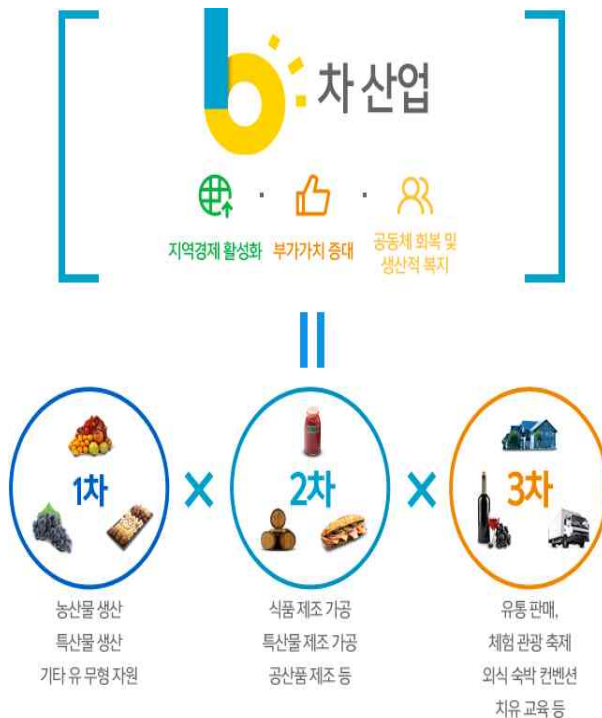 6차 산업
지역경제 활성화 · 부가가치 증대 · 공동체 회복 및
생산적 복지
1차 × 2차 × 3차
농산물 생산
특산물 생산
기타 유 무형 자원
식품 제조 가공
특산물 제조 가공
공산품 제조 등
유통 판매,
체험 관광 축제
외식 숙박 컨벤션
치유 교육 등